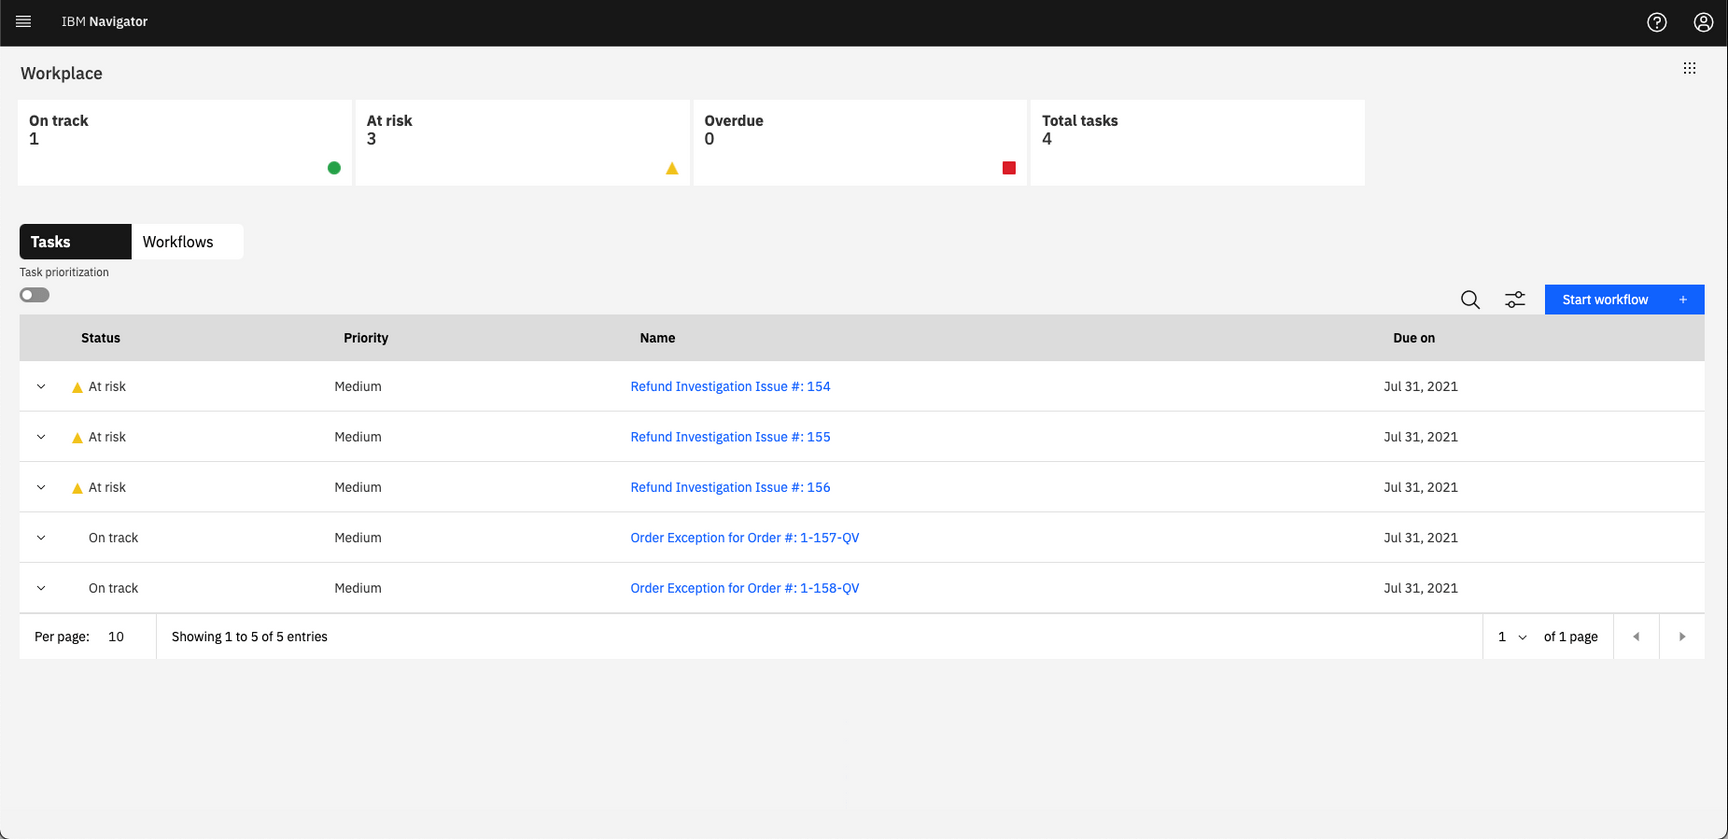 IBM Navigator
Workplace
On track
1
At risk
3
Overdue
0
Total tasks
4
Tasks Workflows
Task prioritization
Start workflow +
Status Priority Name Due on
At risk Medium Refund Investigation Issue #: 154 Jul 31, 2021
At risk Medium Refund Investigation Issue #: 155 Jul 31, 2021
At risk Medium Refund Investigation Issue #: 156 Jul 31, 2021
On track Medium Order Exception for Order #: 1-157-QV Jul 31, 2021
On track Medium Order Exception for Order #: 1-158-QV Jul 31, 2021
Per page: 10 Showing 1 to 5 of 5 entries 1 of 1 page